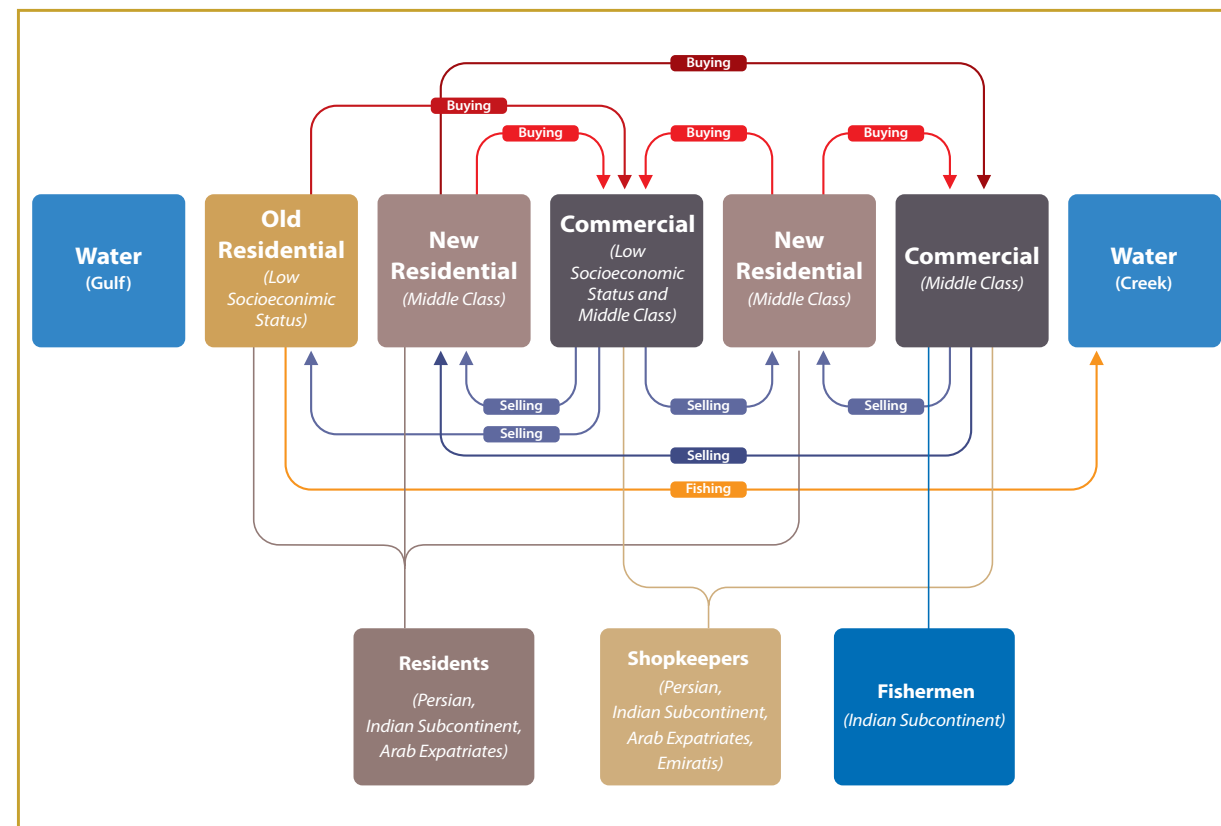 Buying
Buying
Buying
Buying
Buying
Water
(Gulf)
Old
Residential
(Low
Socioeconimic
Status)
New
Residential
(Middle Class)
Commercial
(Low
Socioeconomic
Status and
Middle Class)
New
Residential
(Middle Class)
Commercial
(Middle Class)
Water
(Creek)
Selling
Selling
Selling
Selling
Selling
Fishing
Residents
(Persian,
Indian Subcontinent,
Arab Expatriates)
Shopkeepers
(Persian,
Indian Subcontinent,
Arab Expatriates,
Emiratis)
Fishermen
(Indian Subcontinent)